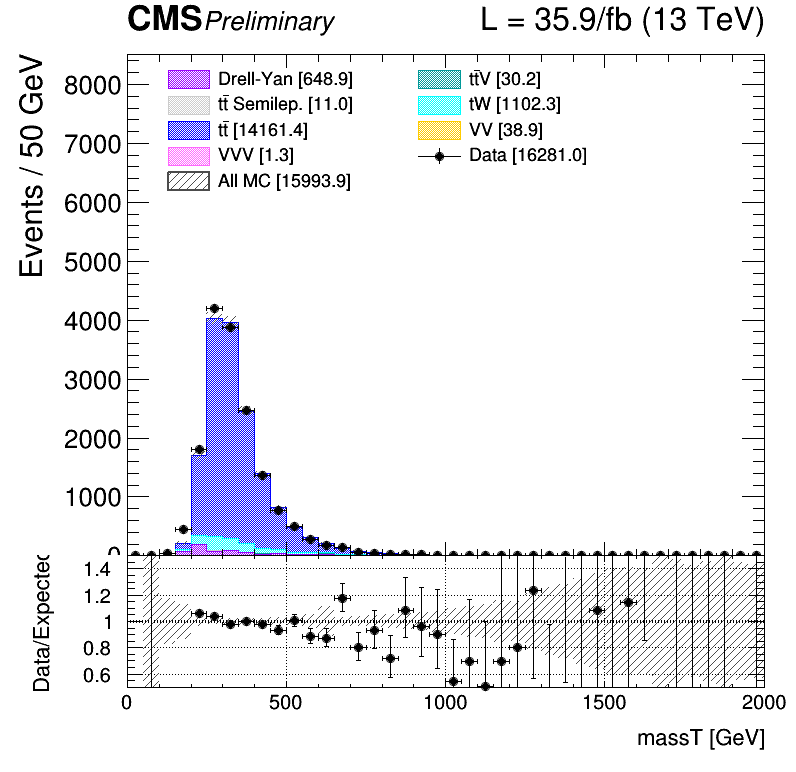 CMS Preliminary L = 35.9/fb (13 TeV)
Events / 50 GeV
8000
7000
6000
5000
4000
3000
2000
1000
0
Drell-Yan [648.9]
tt̄ Semilep. [11.0]
tt̄ [14161.4]
VVV [1.3]
All MC [15993.9]
tt̄V [30.2]
tW [1102.3]
VV [38.9]
Data [16281.0]
Data/Expected
1.4
1.2
1
0.8
0.6
0 500 1000 1500 2000
massT [GeV]